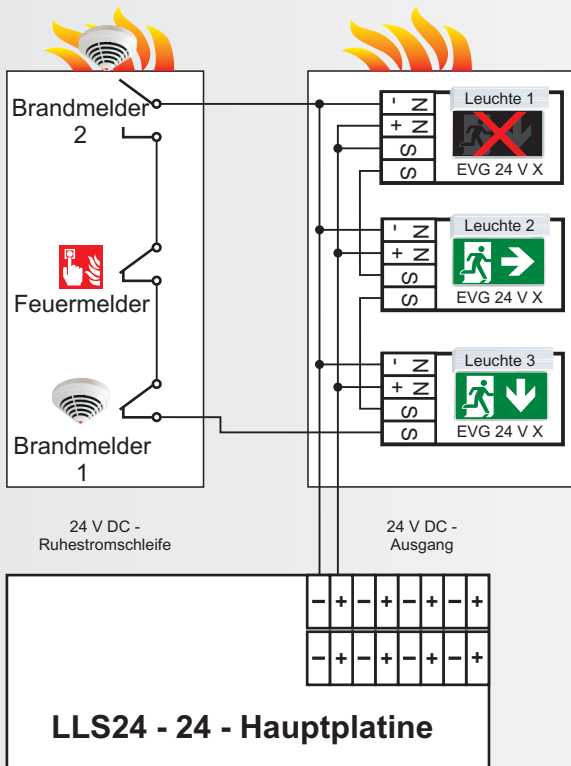 Brandmelder
2
Feuermelder
Brandmelder
1
- N
+ N
S
S
Leuchte 1
EVG 24 V X
- N
+ N
S
S
Leuchte 2
EVG 24 V X
- N
+ N
S
S
Leuchte 3
EVG 24 V X
24 V DC -
Ruhestromschleife
24 V DC -
Ausgang
- + - + - + - +
- + - + - + - +
LLS24 - 24 - Hauptplatine